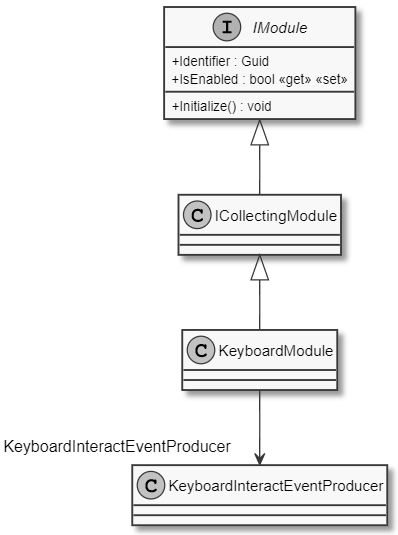 I IModule
+Identifier : Guid
+IsEnabled : bool «get» «set»
+Initialize() : void
C ICollectingModule
C KeyboardModule
KeyboardInteractEventProducer
C KeyboardInteractEventProducer